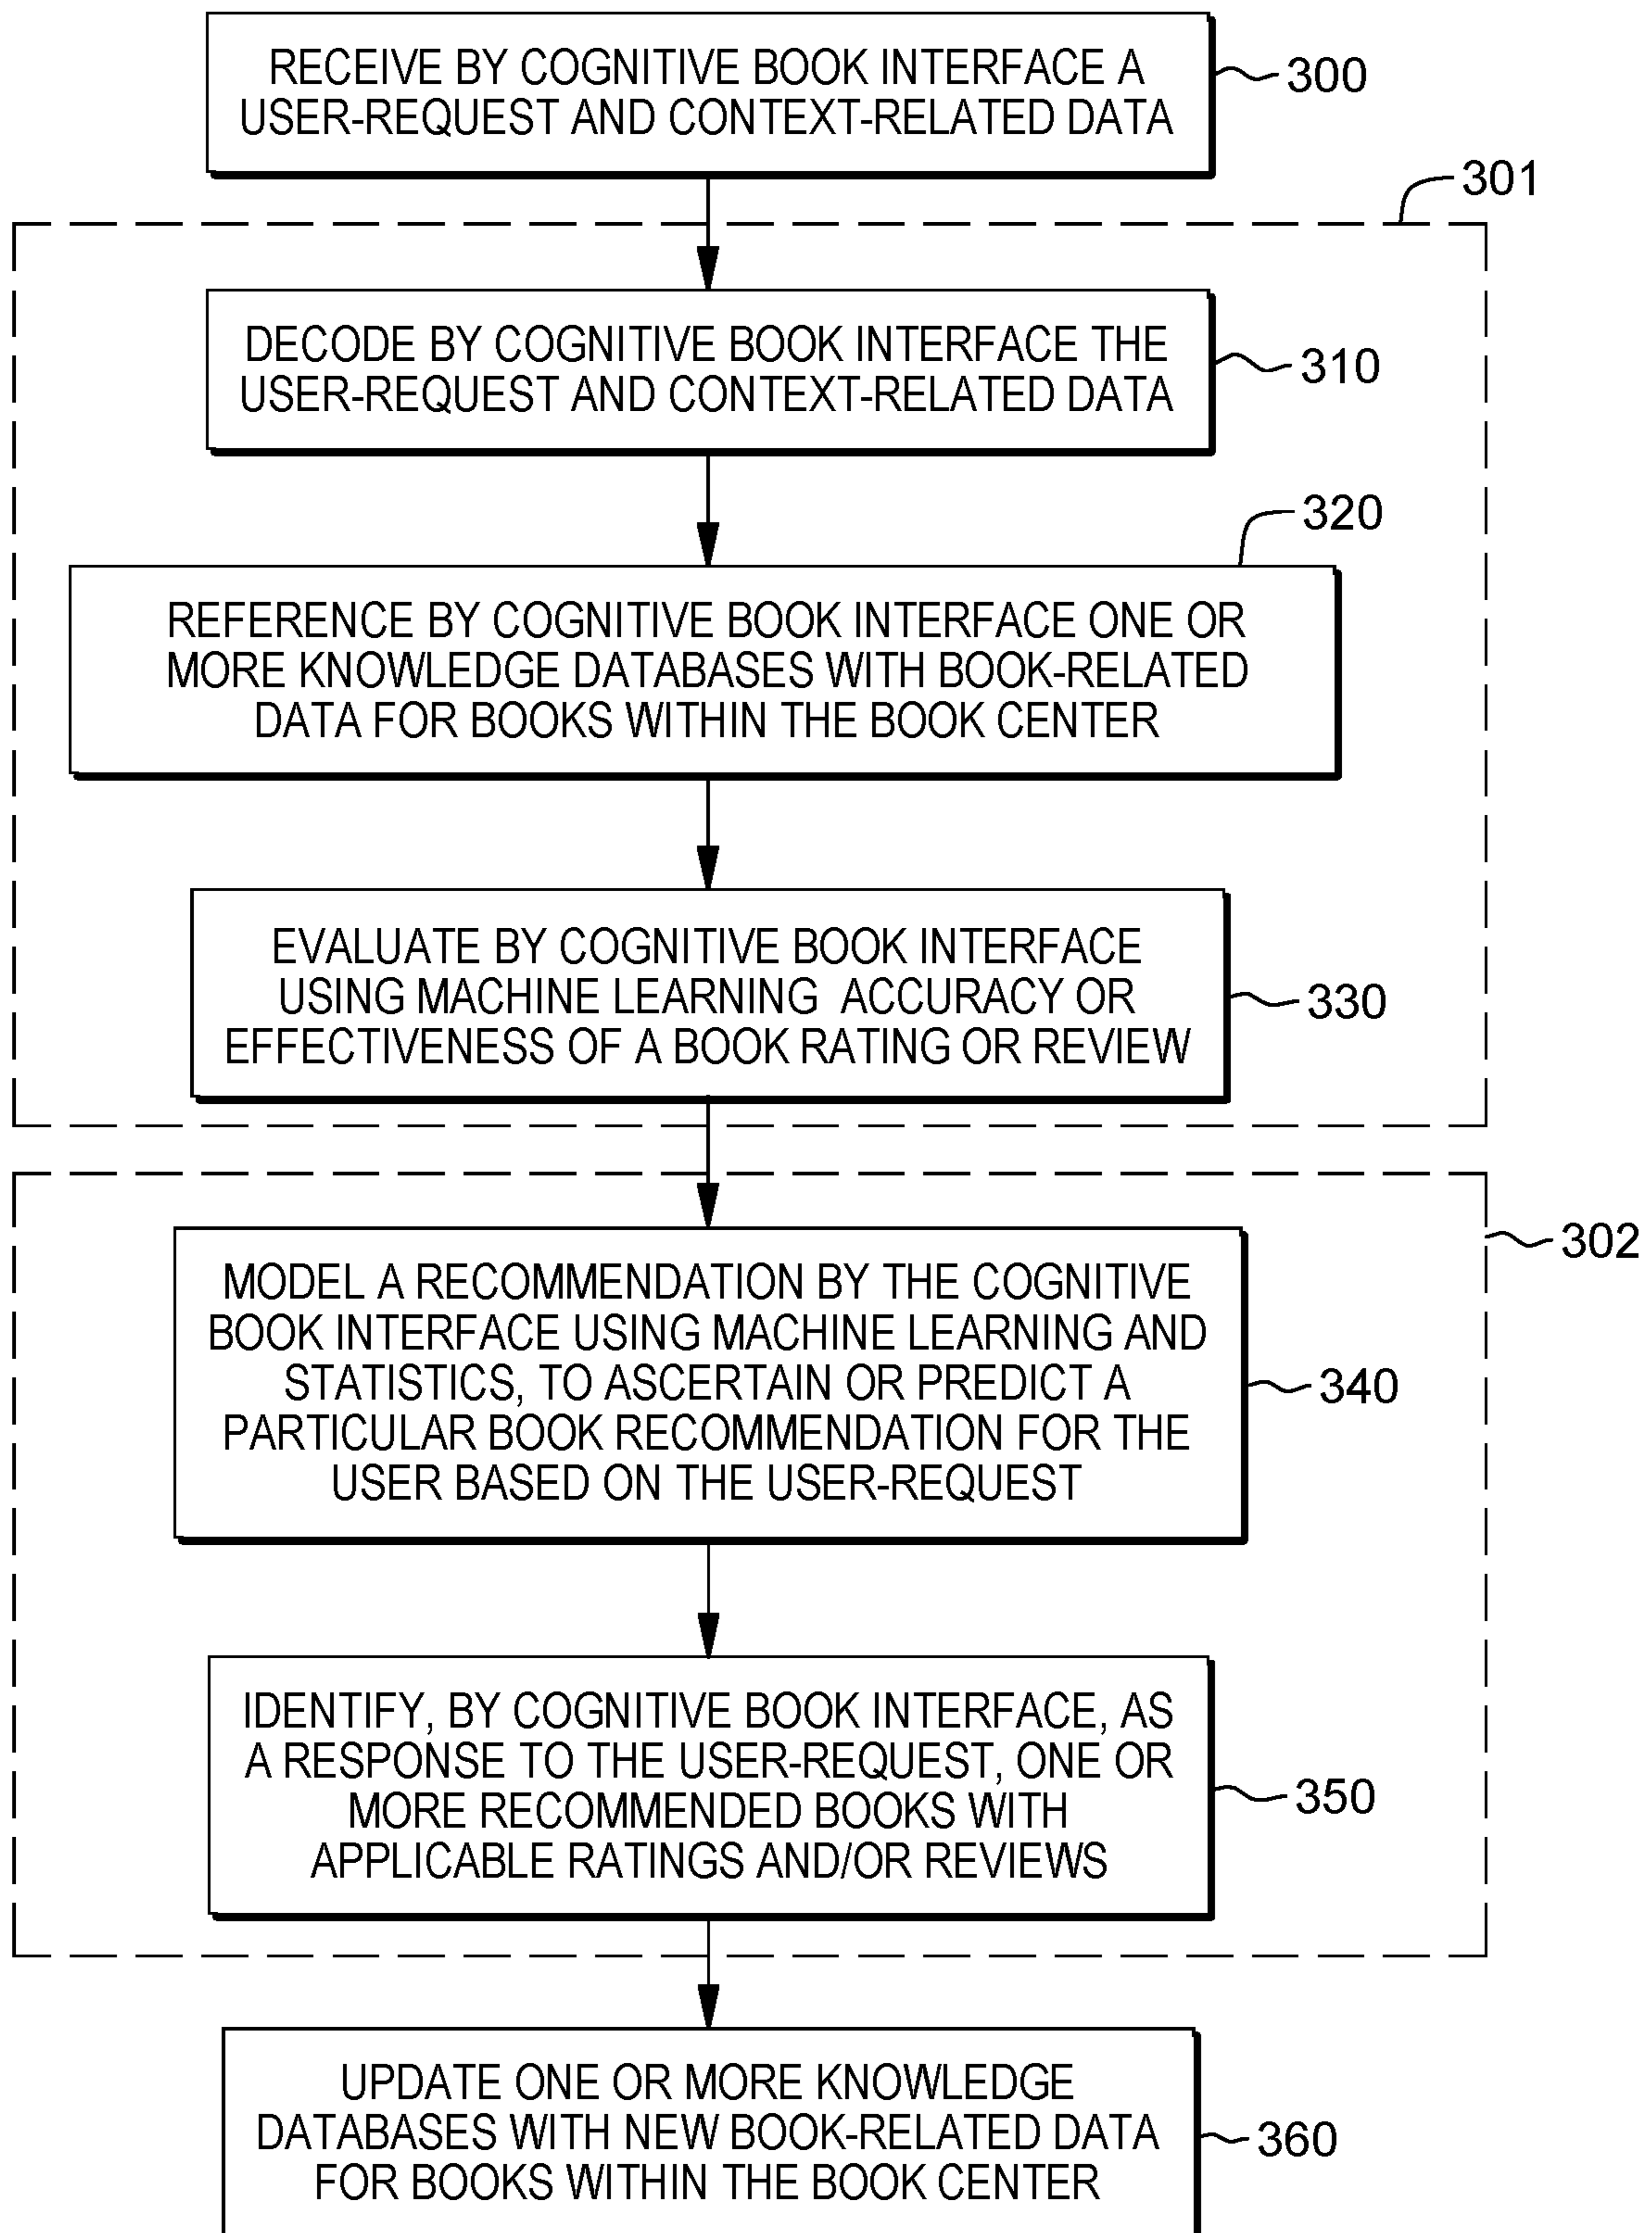 RECEIVE BY COGNITIVE BOOK INTERFACE A
USER-REQUEST AND CONTEXT-RELATED DATA
300
301
DECODE BY COGNITIVE BOOK INTERFACE THE
USER-REQUEST AND CONTEXT-RELATED DATA
310
320
REFERENCE BY COGNITIVE BOOK INTERFACE ONE OR
MORE KNOWLEDGE DATABASES WITH BOOK-RELATED
DATA FOR BOOKS WITHIN THE BOOK CENTER
EVALUATE BY COGNITIVE BOOK INTERFACE
USING MACHINE LEARNING ACCURACY OR
EFFECTIVENESS OF A BOOK RATING OR REVIEW
330
302
MODEL A RECOMMENDATION BY THE COGNITIVE
BOOK INTERFACE USING MACHINE LEARNING AND
STATISTICS, TO ASCERTAIN OR PREDICT A
PARTICULAR BOOK RECOMMENDATION FOR THE
USER BASED ON THE USER-REQUEST
340
IDENTIFY, BY COGNITIVE BOOK INTERFACE, AS
A RESPONSE TO THE USER-REQUEST, ONE OR
MORE RECOMMENDED BOOKS WITH
APPLICABLE RATINGS AND/OR REVIEWS
350
UPDATE ONE OR MORE KNOWLEDGE
DATABASES WITH NEW BOOK-RELATED DATA
FOR BOOKS WITHIN THE BOOK CENTER
360